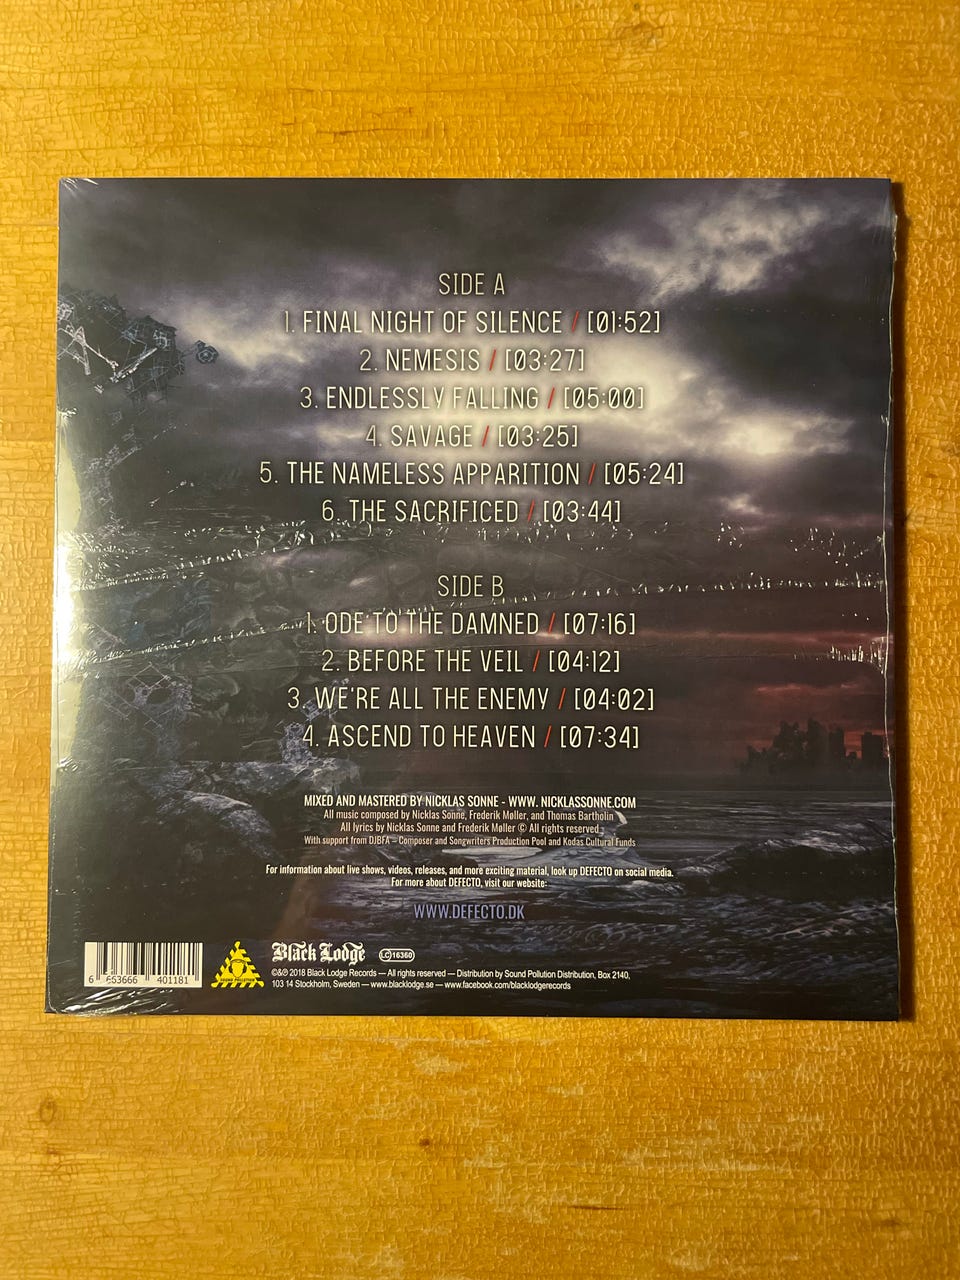 SIDE A
1. FINAL NIGHT OF SILENCE / [01:52]
2. NEMESIS / [03:27]
3. ENDLESSLY FALLING / [05:00]
4. SAVAGE / [03:25]
5. THE NAMELESS APPARITION / [05:24]
6. THE SACRIFICED / [03:44]
SIDE B
1. ODE TO THE DAMNED / [07:16]
2. BEFORE THE VEIL / [04:12]
3. WE'RE ALL THE ENEMY / [04:02]
4. ASCEND TO HEAVEN / [07:34]
MIXED AND MASTERED BY NICKLAS SONNE - WWW. NICKLASSONNE.COM
All music composed by Nicklas Sonne, Frederik Møller, and Thomas Bartholin
All lyrics by Nicklas Sonne and Frederik Møller © All rights reserved
With support from DJBFA – Composer and Songwriters Production Pool and Kodas Cultural Funds
For information about live shows, videos, releases, and more exciting material, look up DEFECTO on social media.
For more about DEFECTO, visit our website:
WWW.DEFECTO.DK
6 663666 401181
SOUND POLLUTION
Black Lodge LC 16360
©&℗ 2018 Black Lodge Records — All rights reserved — Distribution by Sound Pollution Distribution, Box 2140,
103 14 Stockholm, Sweden — www.blacklodge.se — www.facebook.com/blacklodgerecords